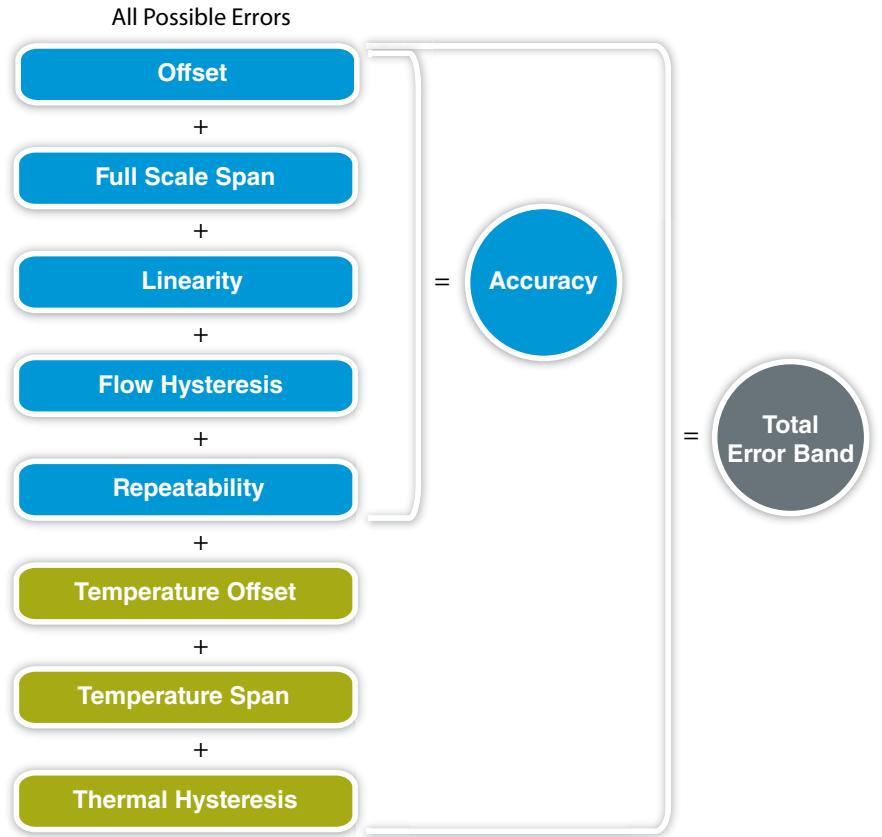 All Possible Errors
Offset
+
Full Scale Span
+
Linearity
+
Flow Hysteresis
+
Repeatability
+
Temperature Offset
+
Temperature Span
+
Thermal Hysteresis
=
Accuracy
=
Total
Error Band